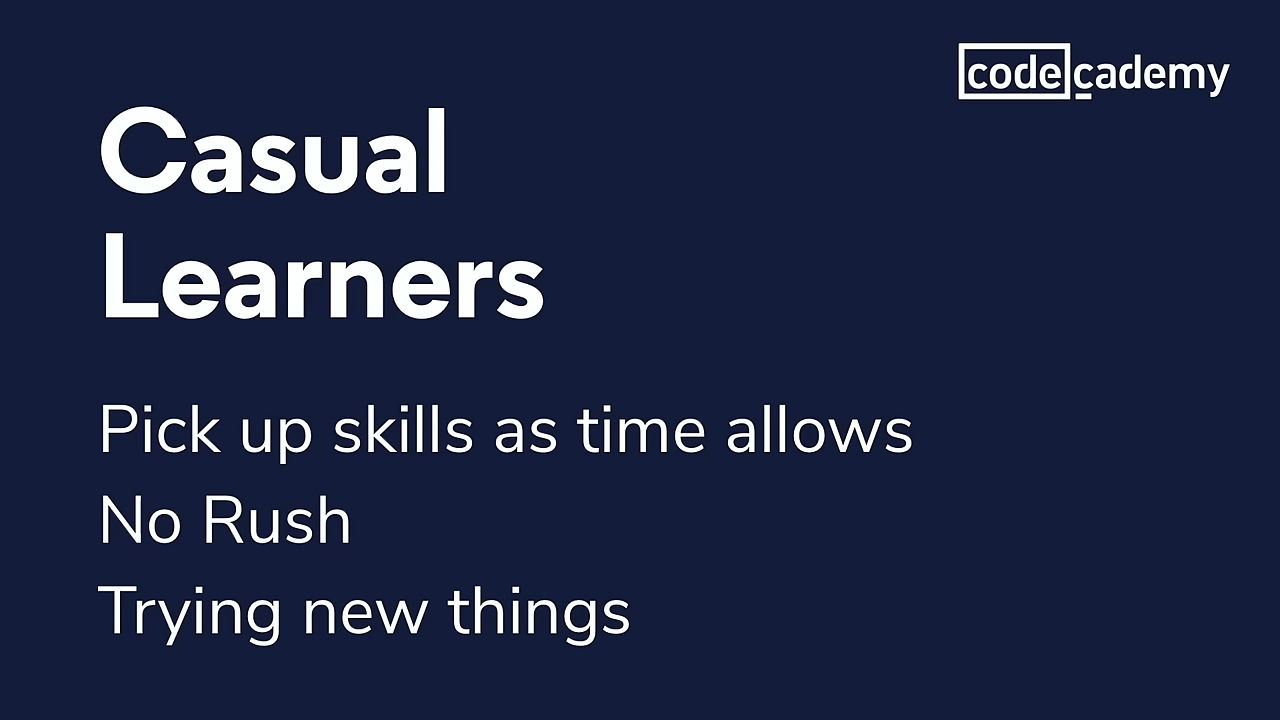 codecademy
Casual
Learners
Pick up skills as time allows
No Rush
Trying new things